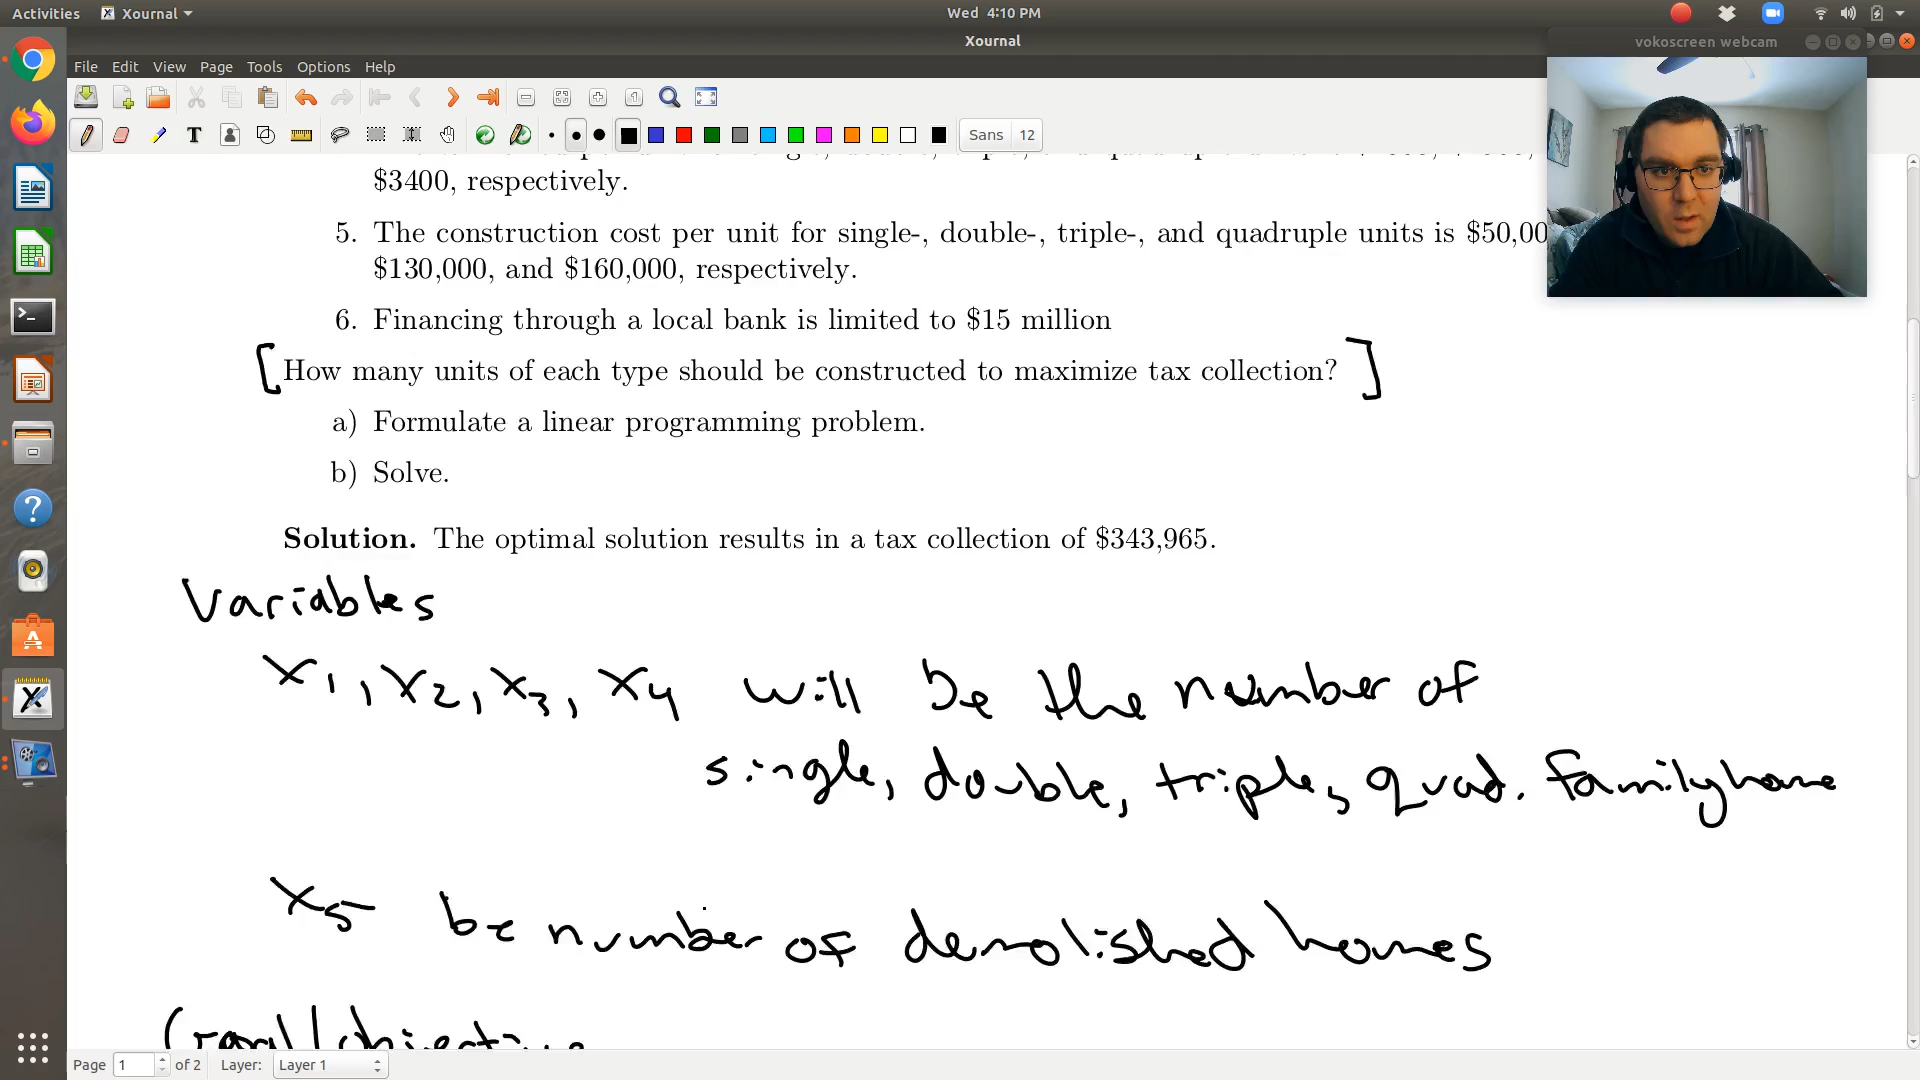 Activities Xournal Wed 4:10 PM
Xournal
vokoscreen webcam
File Edit View Page Tools Options Help
Sans 12
$3400, respectively.
5. The construction cost per unit for single-, double-, triple-, and quadruple units is $50,00
$130,000, and $160,000, respectively.
6. Financing through a local bank is limited to $15 million
[How many units of each type should be constructed to maximize tax collection?]
a) Formulate a linear programming problem.
b) Solve.
Solution. The optimal solution results in a tax collection of $343,965.
Variables
x1, x2, x3, x4 will be the number of
single, double, triple, quad. family home
x5 be number of demolished homes
Page 1 of 2 Layer: Layer 1